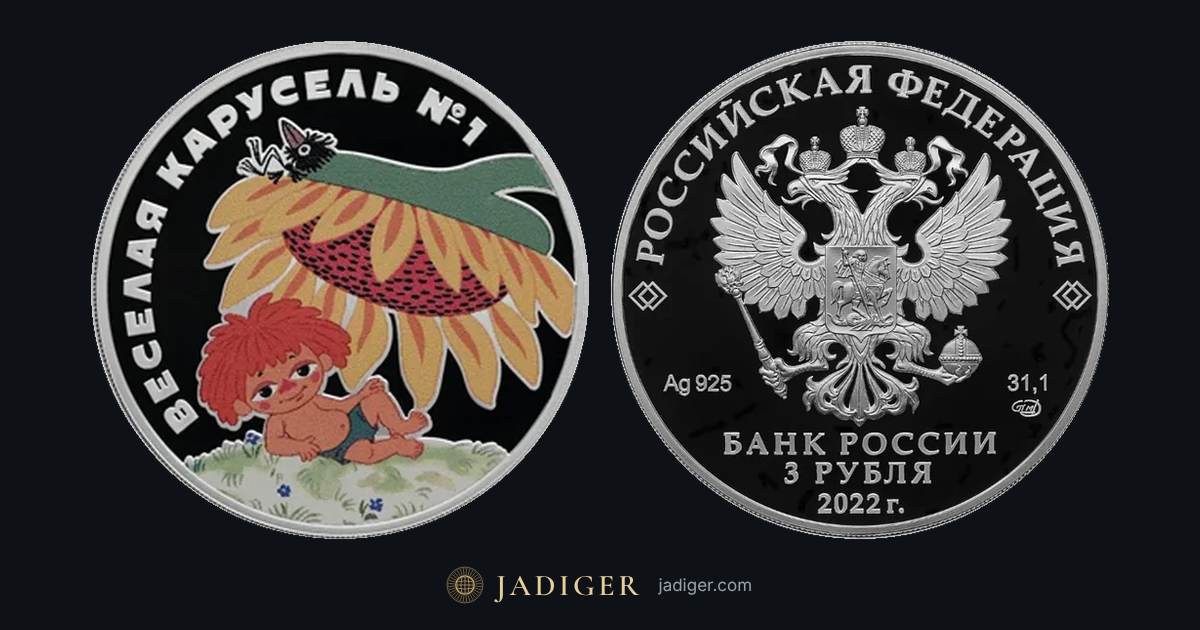 ВЕСЕЛАЯ КАРУСЕЛЬ №1
РОССИЙСКАЯ ФЕДЕРАЦИЯ
Ag 925
31,1
БАНК РОССИИ
3 РУБЛЯ
2022 г.
JADIGER
jadiger.com